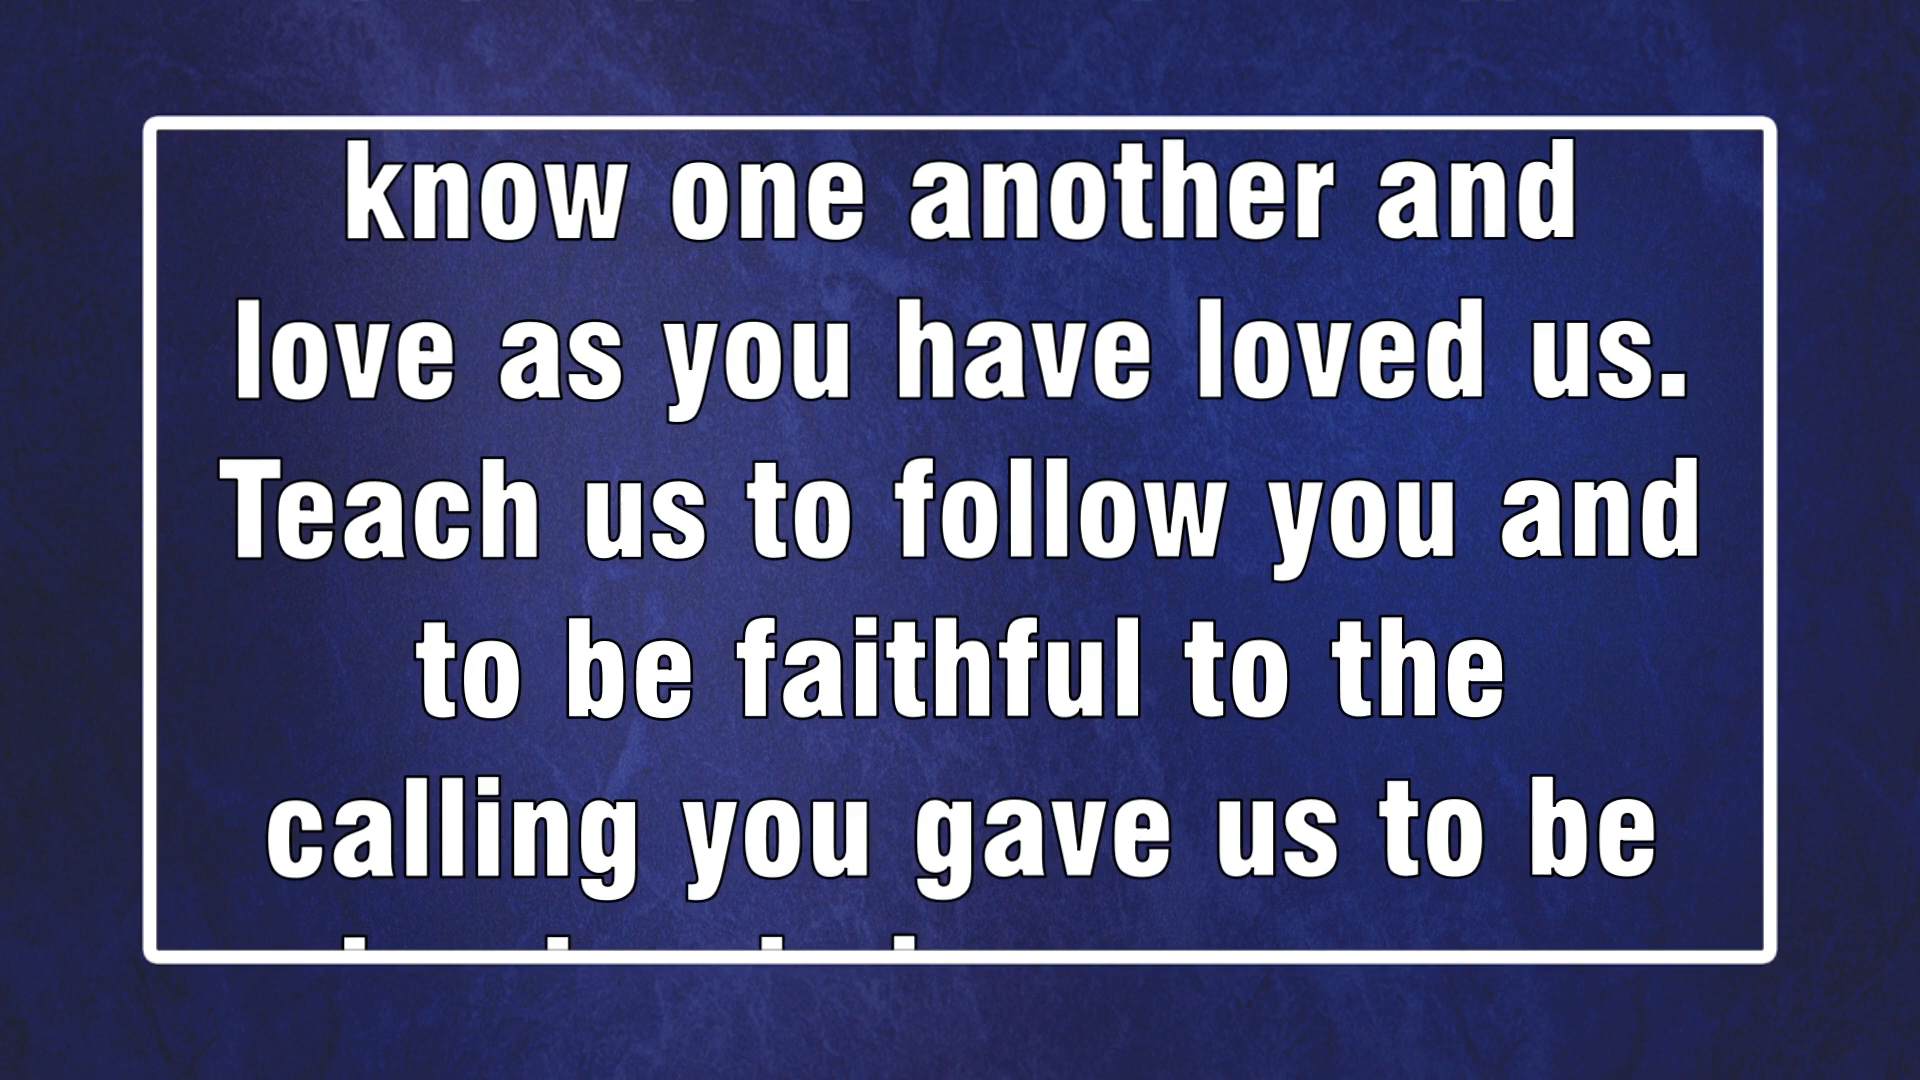 know one another and
love as you have loved us.
Teach us to follow you and
to be faithful to the
calling you gave us to be